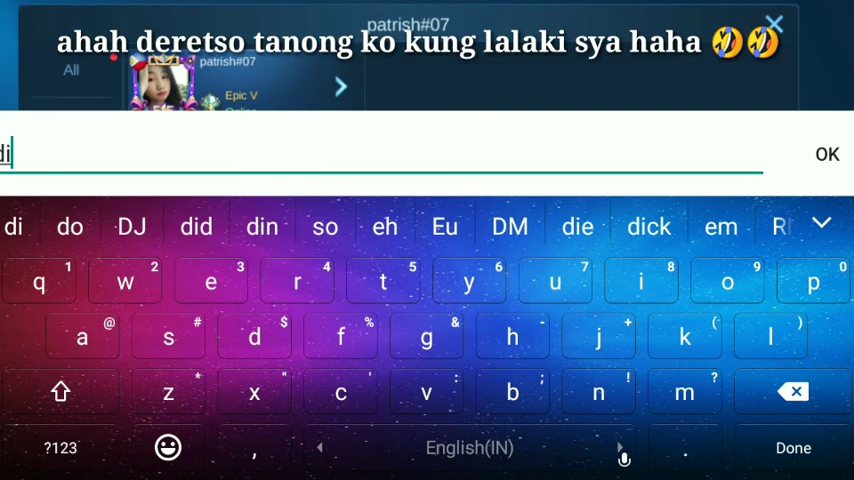 patrish#07
ahah deretso tanong ko kung lalaki sya haha 🤣🤣
All
patrish#07
Epic V
Online
di
OK
di do DJ did din so eh Eu DM die dick em
q 1 w 2 e 3 r 4 t 5 y 6 u 7 i 8 o 9 p 0
a @ s # d $ f % g & h - j + k ( l )
z * x " c ' v : b ; n ! m ?
?123 , English(IN) . Done